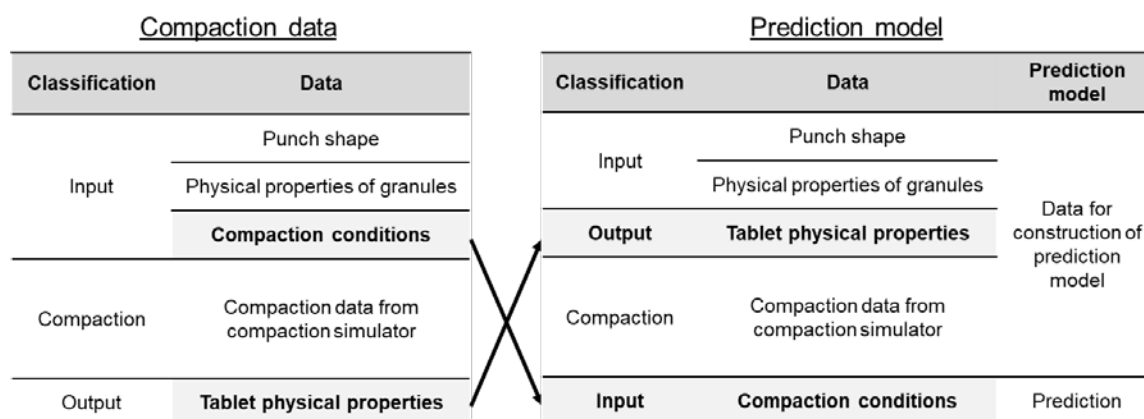 Compaction data
Classification Data
Input
Punch shape
Physical properties of granules
Compaction conditions
Compaction
Compaction data from
compaction simulator
Output Tablet physical properties
Prediction model
Classification Data Prediction
model
Input
Punch shape
Physical properties of granules
Output Tablet physical properties
Compaction
Compaction data from
compaction simulator
Data for
construction of
prediction
model
Input Compaction conditions Prediction